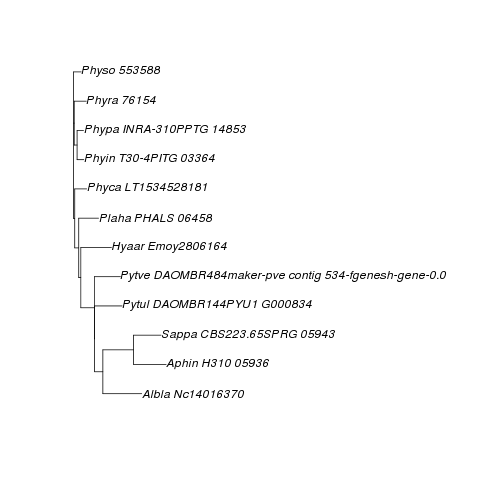 Physo 553588
Phyra 76154
Phypa INRA-310PPTG 14853
Phyin T30-4PITG 03364
Phyca LT1534528181
Plaha PHALS 06458
Hyaar Emoy2806164
Pytve DAOMBR484maker-pve contig 534-fgenesh-gene-0.0
Pytul DAOMBR144PYU1 G000834
Sappa CBS223.65SPRG 05943
Aphin H310 05936
Albla Nc14016370